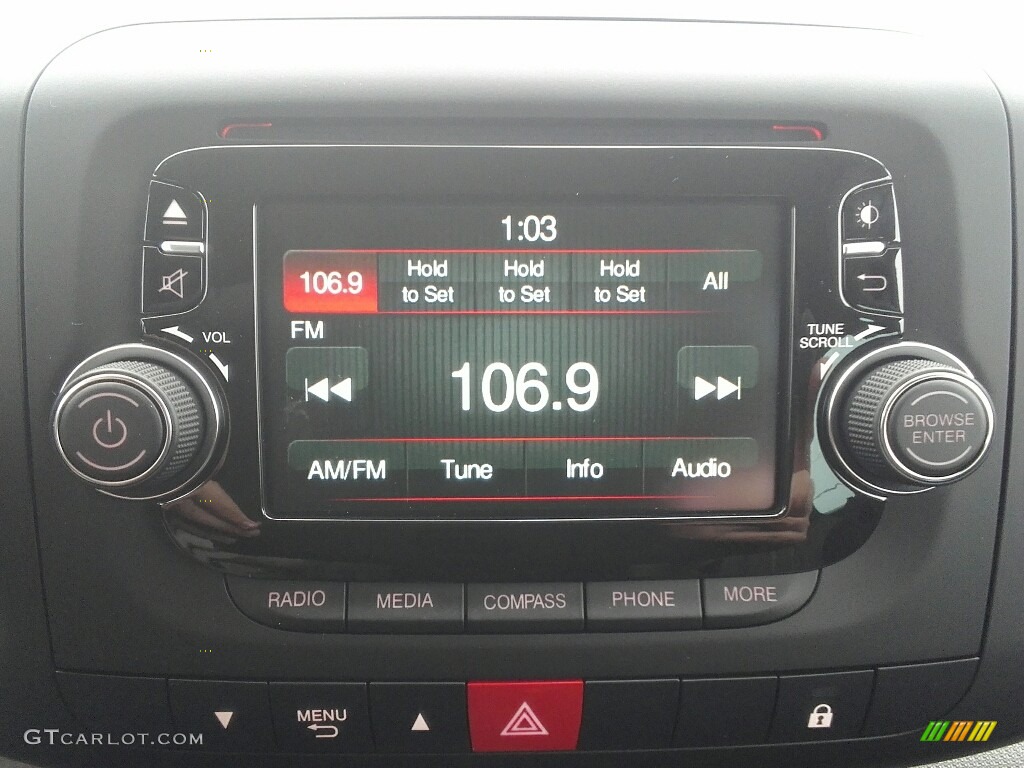 1:03
106.9
Hold
to Set
Hold
to Set
Hold
to Set
All
FM
VOL
TUNE
SCROLL
106.9
BROWSE
ENTER
AM/FM
Tune
Info
Audio
RADIO
MEDIA
COMPASS
PHONE
MORE
MENU
GTCARLOT.COM